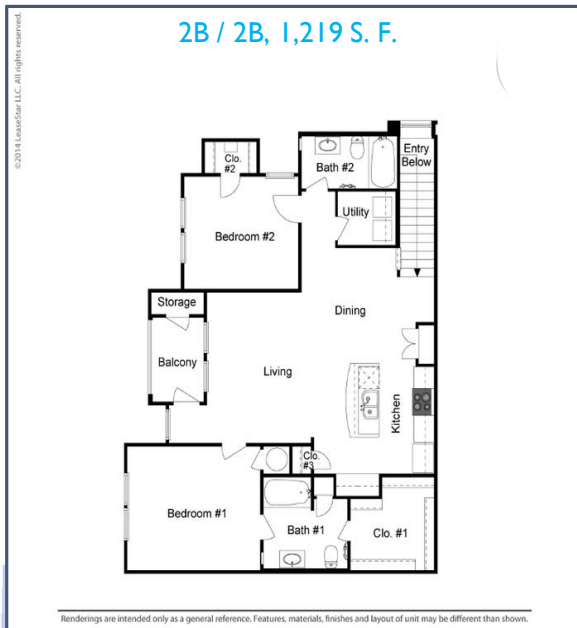 2B / 2B, 1,219 S. F.
©2014 LeaseStar LLC. All rights reserved.
Entry
Below
Clo.
#2
Bath #2
Utility
Bedroom #2
Storage
Dining
Balcony
Living
Kitchen
Clo.
#3
Bedroom #1
Bath #1
Clo. #1
Renderings are intended only as a general reference. Features, materials, finishes and layout of unit may be different than shown.